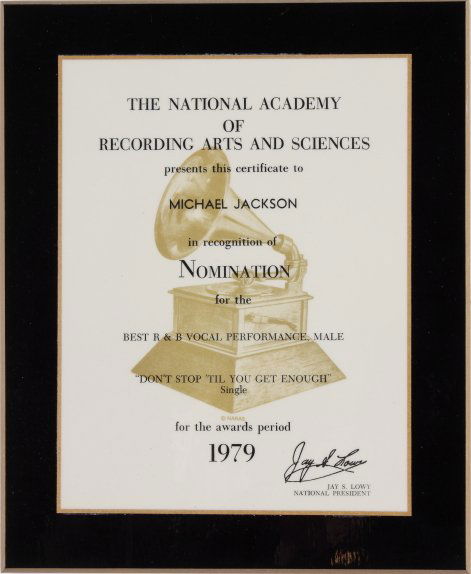 THE NATIONAL ACADEMY
OF
RECORDING ARTS AND SCIENCES
presents this certificate to
MICHAEL JACKSON
in recognition of
NOMINATION
for the
BEST R & B VOCAL PERFORMANCE, MALE
"DON'T STOP 'TIL YOU GET ENOUGH"
Single
© NARAS
for the awards period
1979
Jay S. Lowy
JAY S. LOWY
NATIONAL PRESIDENT